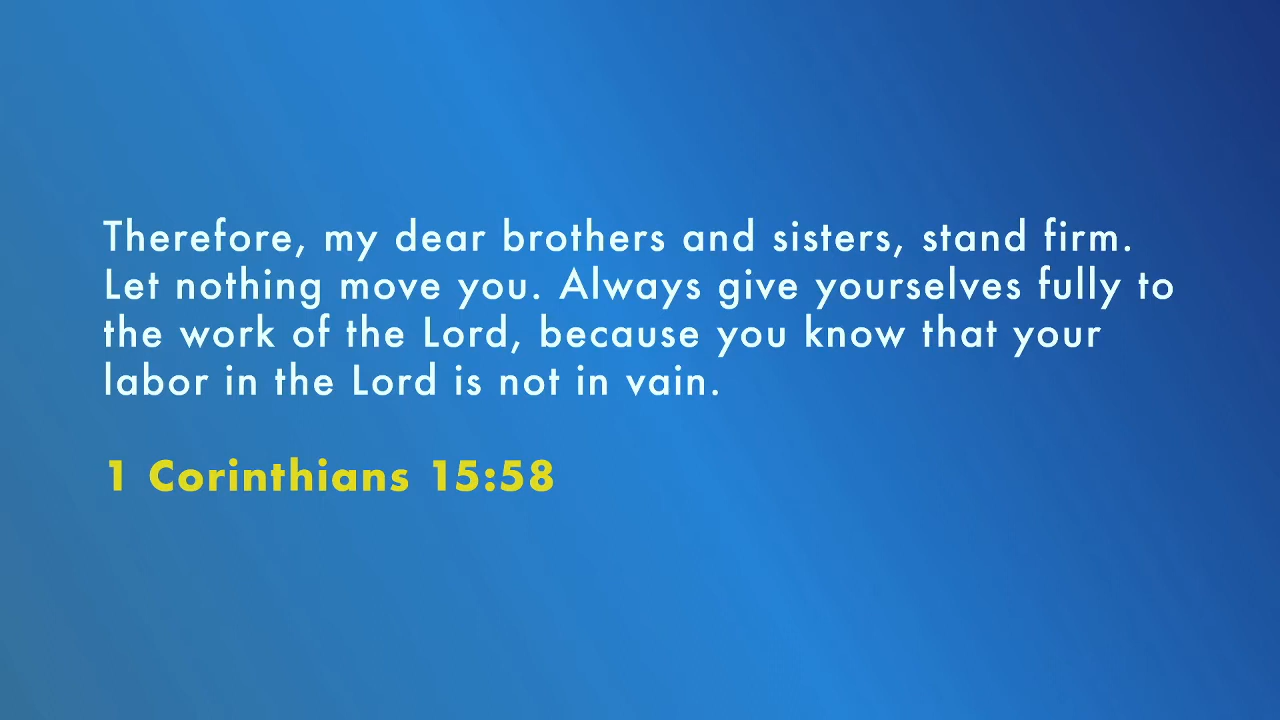 Therefore, my dear brothers and sisters, stand firm.
Let nothing move you. Always give yourselves fully to
the work of the Lord, because you know that your
labor in the Lord is not in vain.
1 Corinthians 15:58